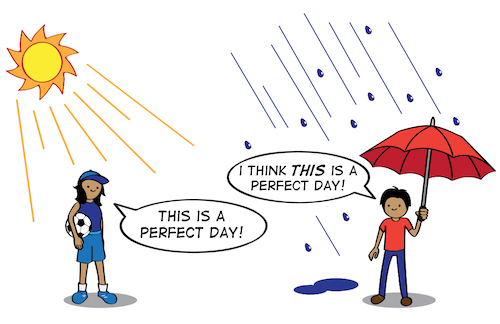 THIS IS A
PERFECT DAY!
I THINK THIS IS A
PERFECT DAY!